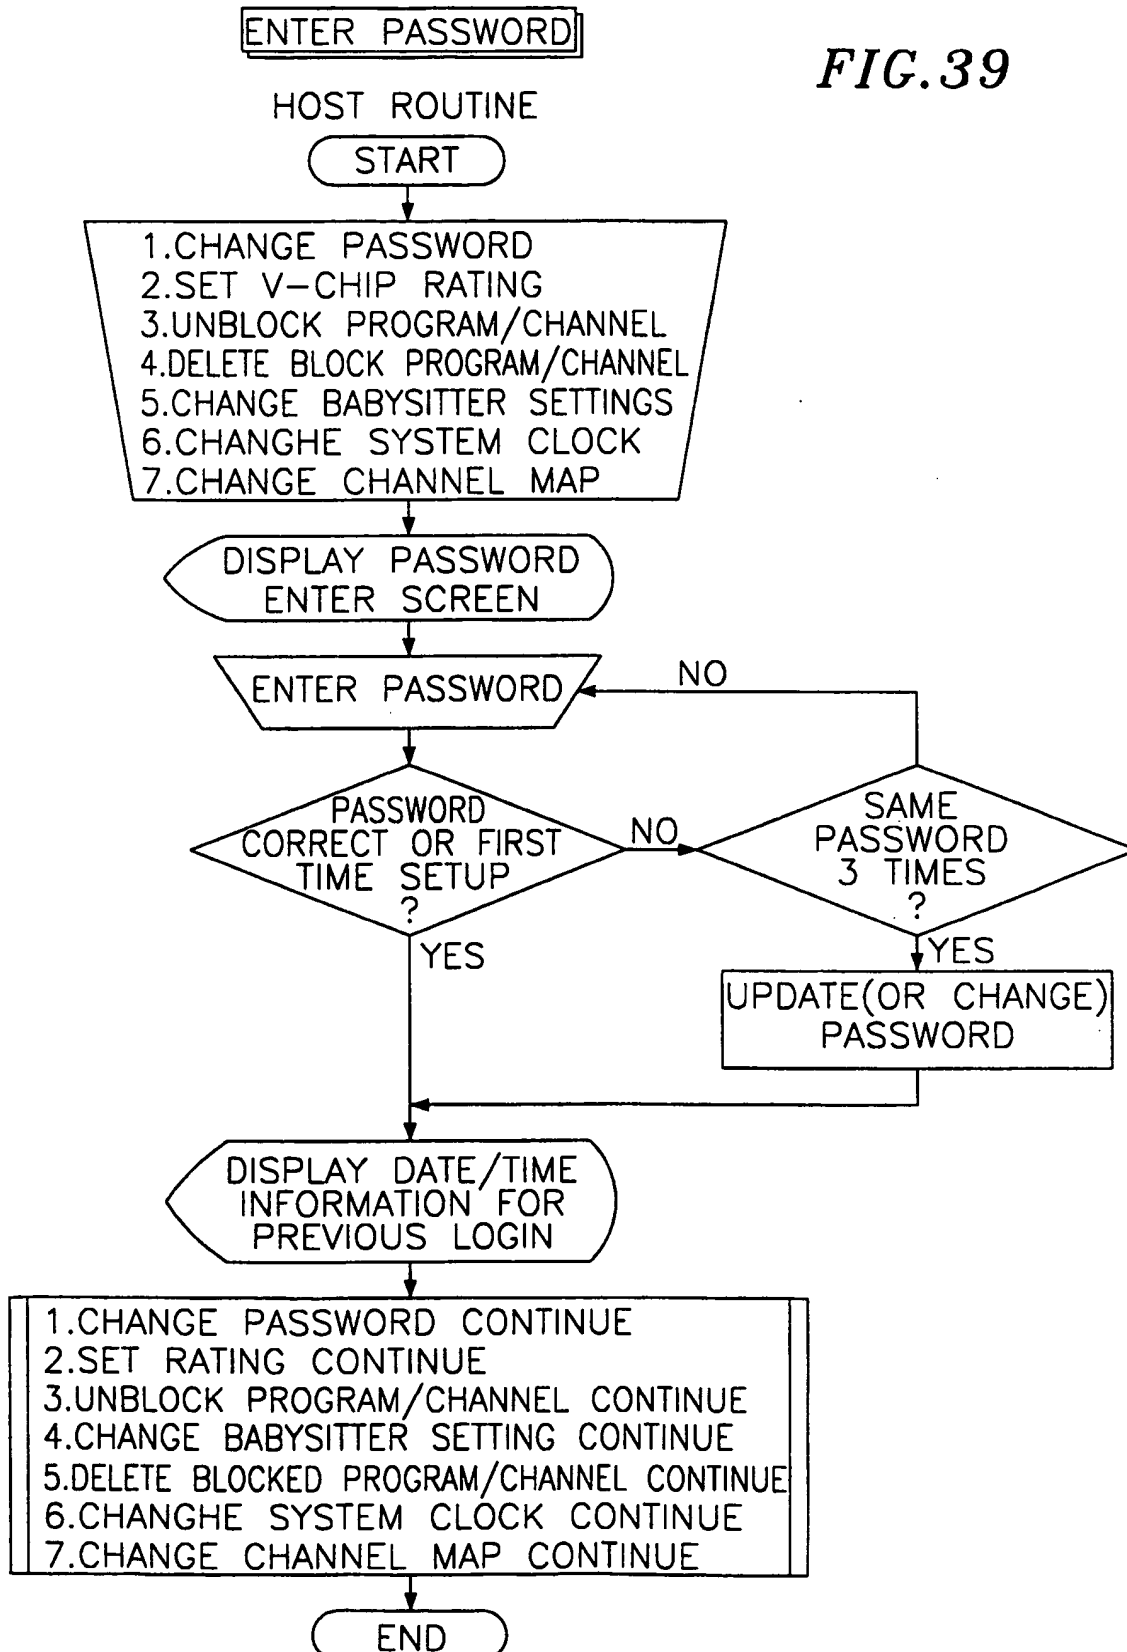 ENTER PASSWORD
FIG.39
HOST ROUTINE
START
1.CHANGE PASSWORD
2.SET V-CHIP RATING
3.UNBLOCK PROGRAM/CHANNEL
4.DELETE BLOCK PROGRAM/CHANNEL
5.CHANGE BABYSITTER SETTINGS
6.CHANGHE SYSTEM CLOCK
7.CHANGE CHANNEL MAP
DISPLAY PASSWORD
ENTER SCREEN
ENTER PASSWORD
NO
PASSWORD
CORRECT OR FIRST
TIME SETUP
?
NO
SAME
PASSWORD
3 TIMES
?
YES
YES
UPDATE(OR CHANGE)
PASSWORD
DISPLAY DATE/TIME
INFORMATION FOR
PREVIOUS LOGIN
1.CHANGE PASSWORD CONTINUE
2.SET RATING CONTINUE
3.UNBLOCK PROGRAM/CHANNEL CONTINUE
4.CHANGE BABYSITTER SETTING CONTINUE
5.DELETE BLOCKED PROGRAM/CHANNEL CONTINUE
6.CHANGHE SYSTEM CLOCK CONTINUE
7.CHANGE CHANNEL MAP CONTINUE
END